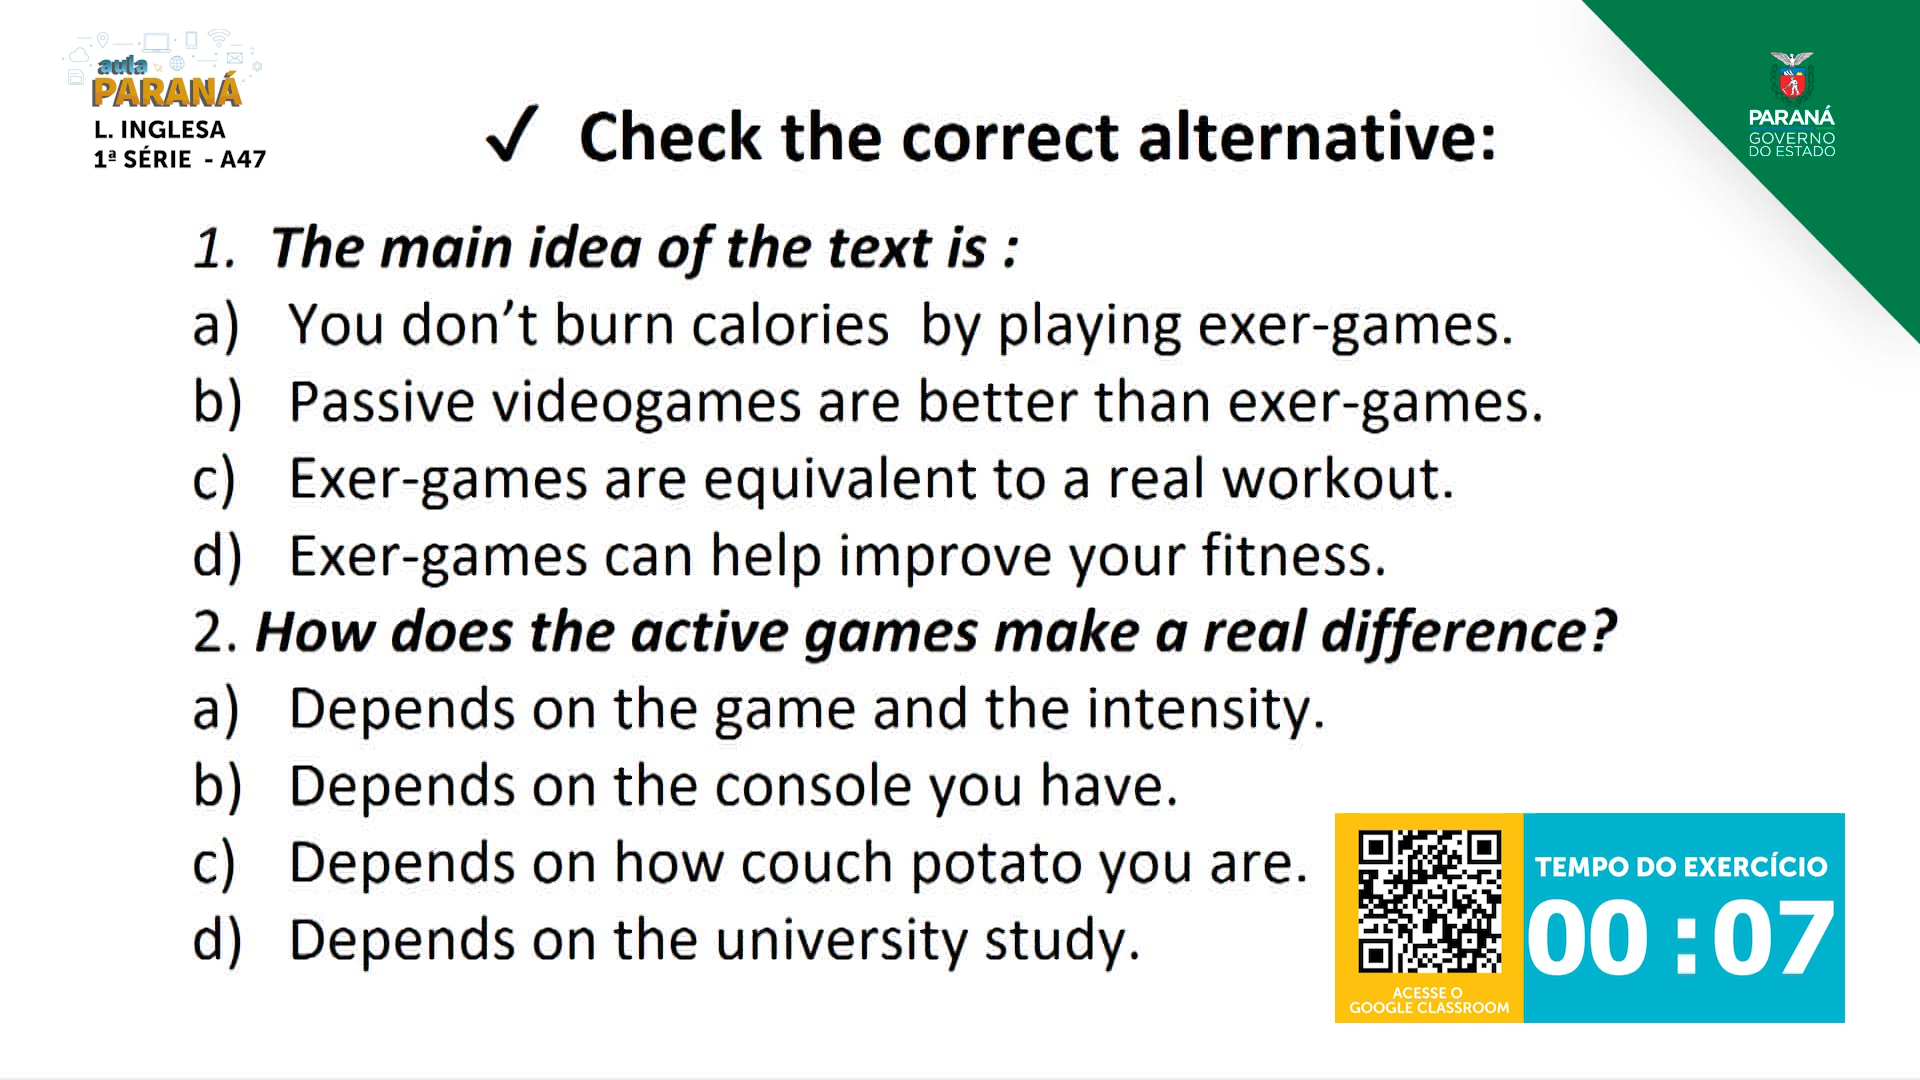 aula
PARANÁ
L. INGLESA
1ª SÉRIE - A47
PARANÁ
GOVERNO
DO ESTADO
✓ Check the correct alternative:
1. The main idea of the text is :
a) You don’t burn calories by playing exer-games.
b) Passive videogames are better than exer-games.
c) Exer-games are equivalent to a real workout.
d) Exer-games can help improve your fitness.
2. How does the active games make a real difference?
a) Depends on the game and the intensity.
b) Depends on the console you have.
c) Depends on how couch potato you are.
d) Depends on the university study.
ACESSE O
GOOGLE CLASSROOM
TEMPO DO EXERCÍCIO
00 : 07